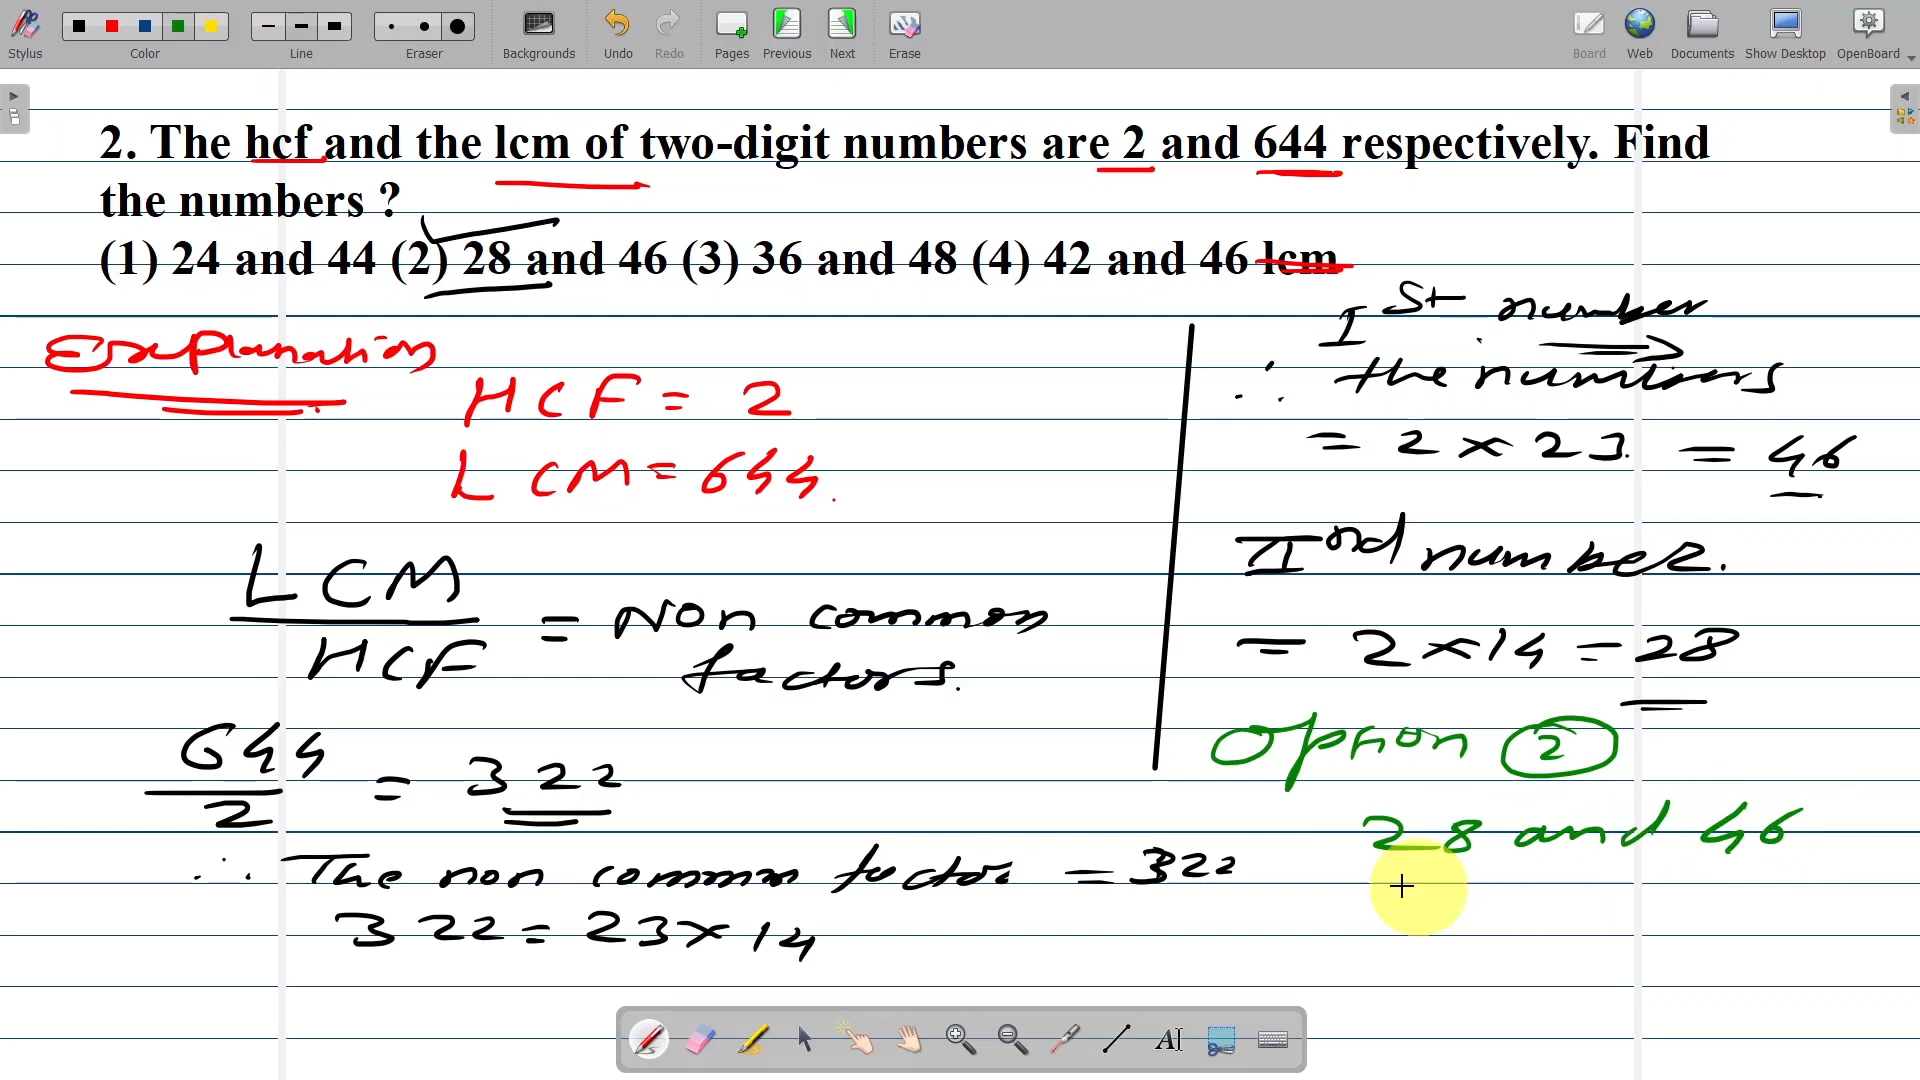 Stylus Color Line Eraser Backgrounds Undo Redo Pages Previous Next Erase Board Web Documents Show Desktop OpenBoard
2. The hcf and the lcm of two-digit numbers are 2 and 644 respectively. Find
the numbers ?
(1) 24 and 44 (2) 28 and 46 (3) 36 and 48 (4) 42 and 46 lcm
Explanation
HCF = 2
LCM = 644.
LCM / HCF = Non common
factors.
644 / 2 = 322
∴ The non common factor = 322
322 = 23 × 14
I st number
∴ the numbers
= 2 × 23. = 46
II nd number.
= 2 × 14 = 28
Option 2
28 and 46